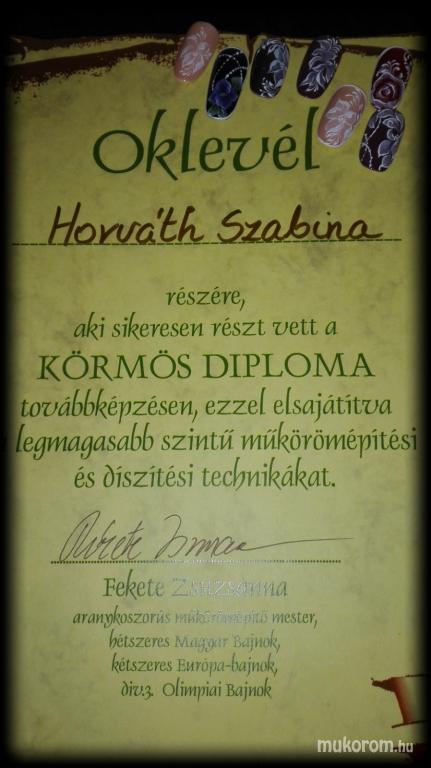 Oklevél
Horváth Szabina
részére,
aki sikeresen részt vett a
KÖRMÖS DIPLOMA
továbbképzésen, ezzel elsajátítva
a legmagasabb szintű műkörömépítési
és díszítési technikákat.
Fekete Zsuzsanna
aranykoszorús műkörömépítő mester,
hétszeres Magyar Bajnok,
kétszeres Európa-bajnok,
div.3. Olimpiai Bajnok
mukorom.hu